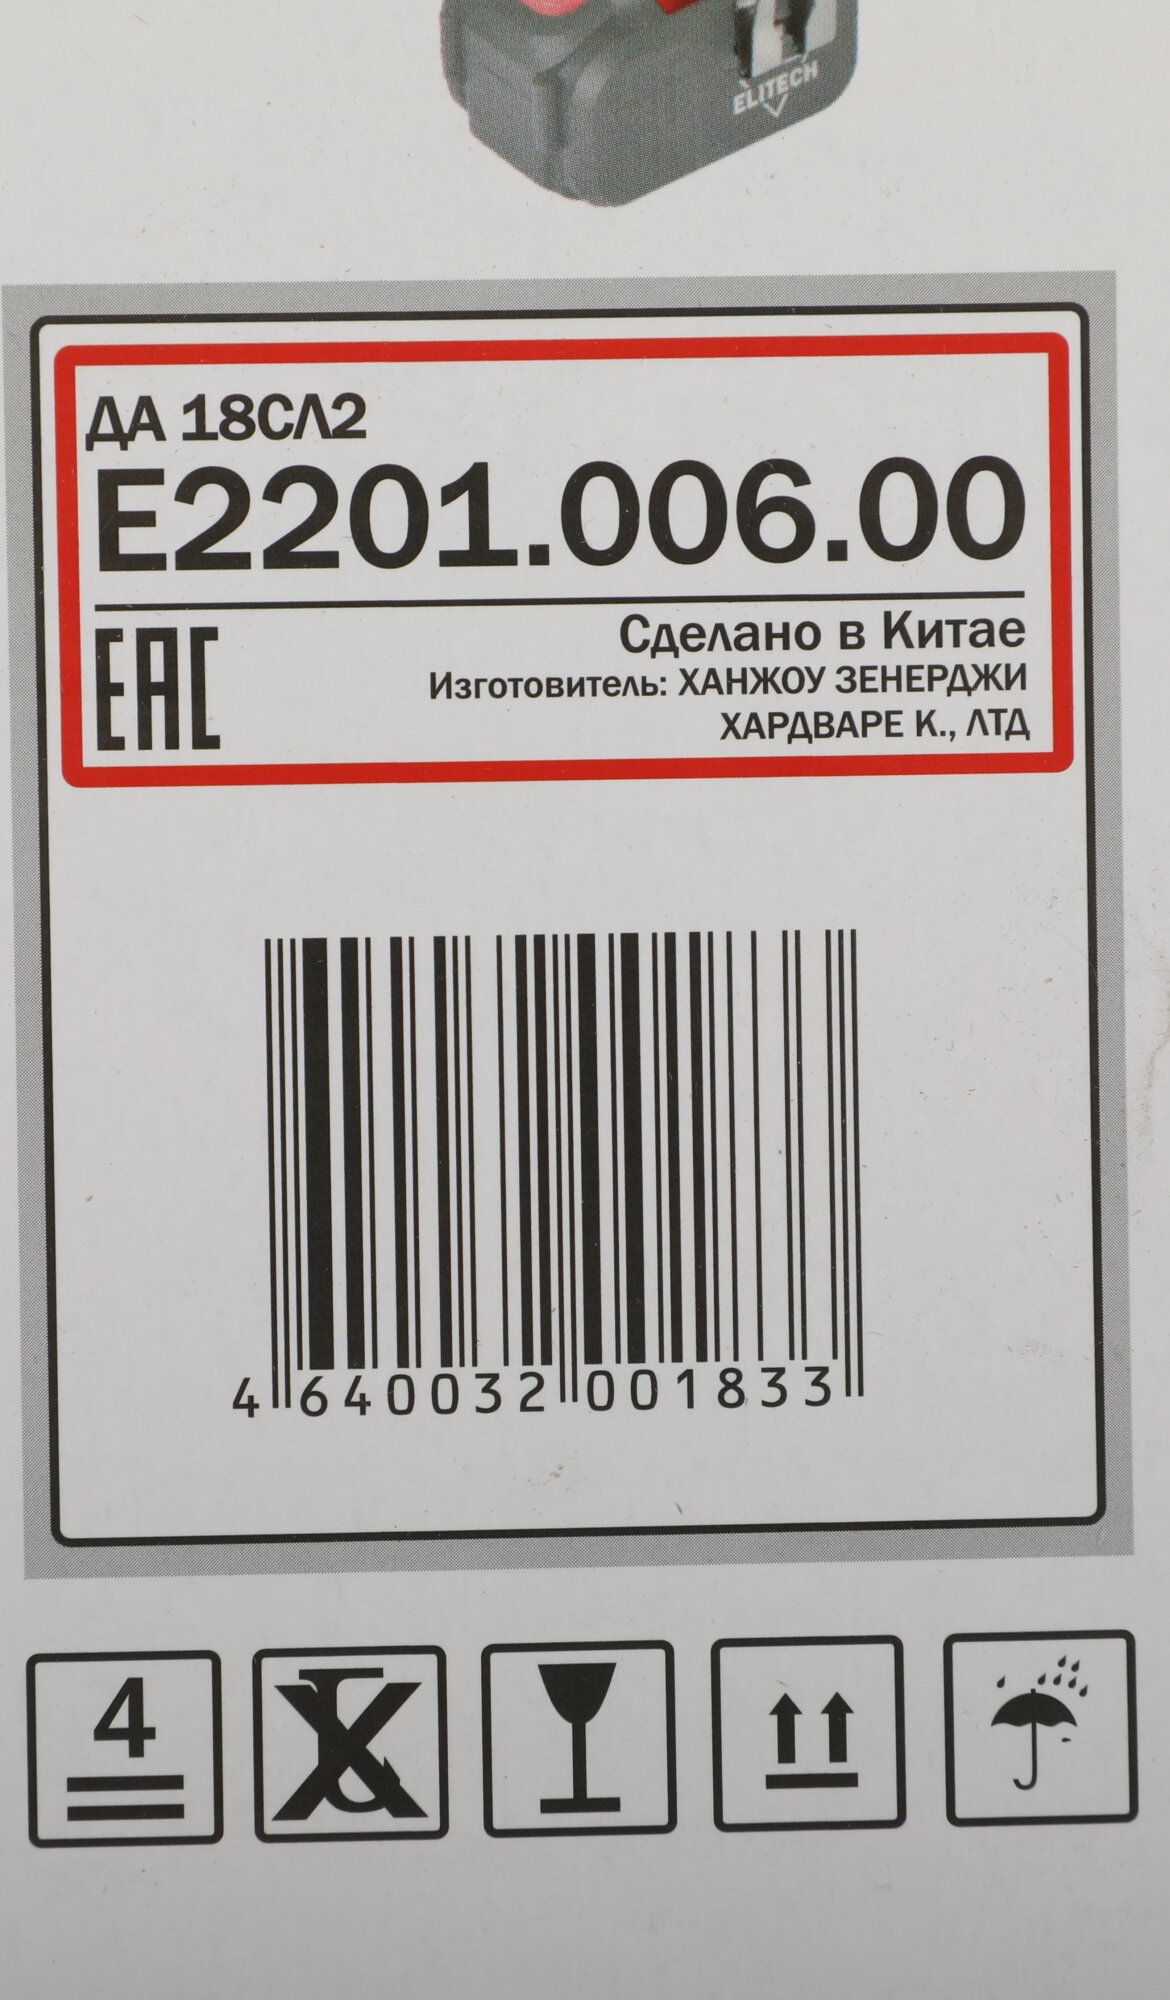 ELITECH
ДА 18СЛ2
E2201.006.00
EAC
Сделано в Китае
Изготовитель: ХАНЖОУ ЗЕНЕРДЖИ
ХАРДВАРЕ К., ЛТД
4 640032 001833
4